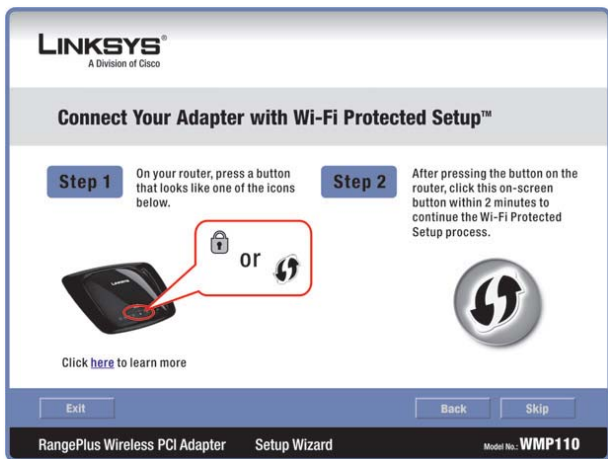 LINKSYS®
A Division of Cisco
Connect Your Adapter with Wi-Fi Protected Setup™
Step 1
On your router, press a button
that looks like one of the icons
below.
or
LINKSYS
Click here to learn more
Step 2
After pressing the button on the
router, click this on-screen
button within 2 minutes to
continue the Wi-Fi Protected
Setup process.
Exit
Back
Skip
RangePlus Wireless PCI Adapter
Setup Wizard
Model No.: WMP110